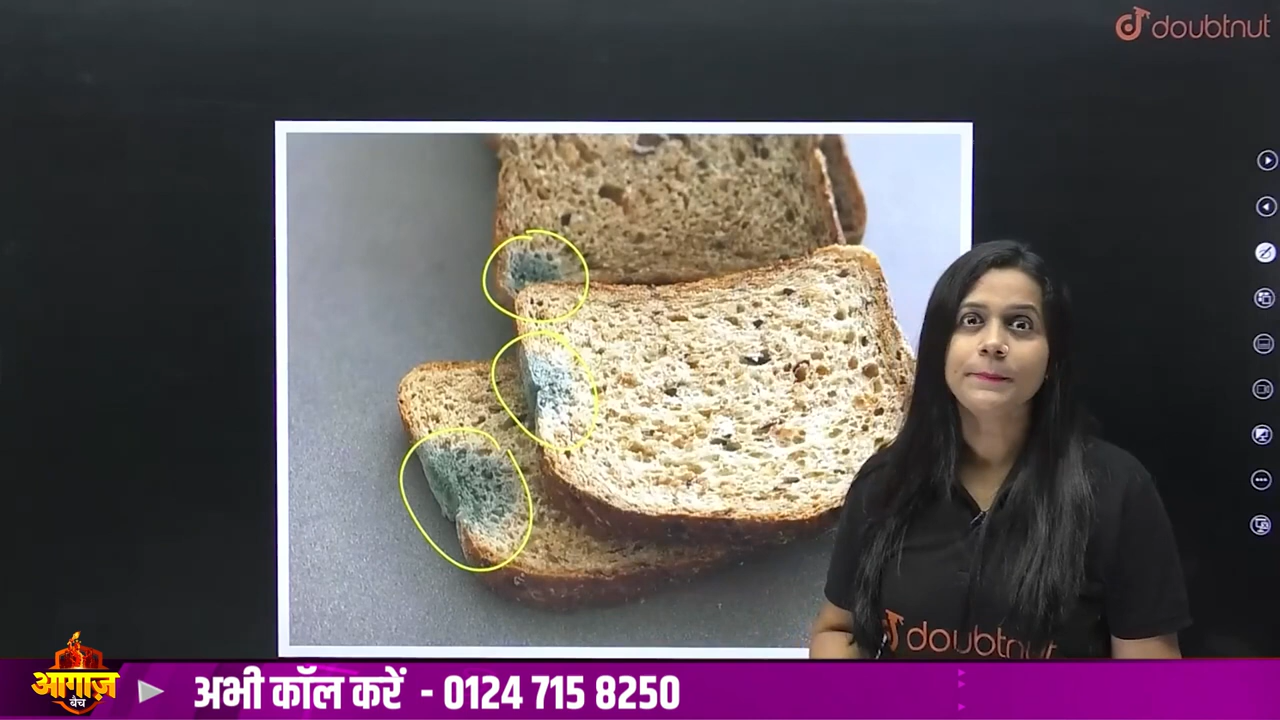 doubtnut
doubtnut
आगाज़
बैच
अभी कॉल करें - 0124 715 8250